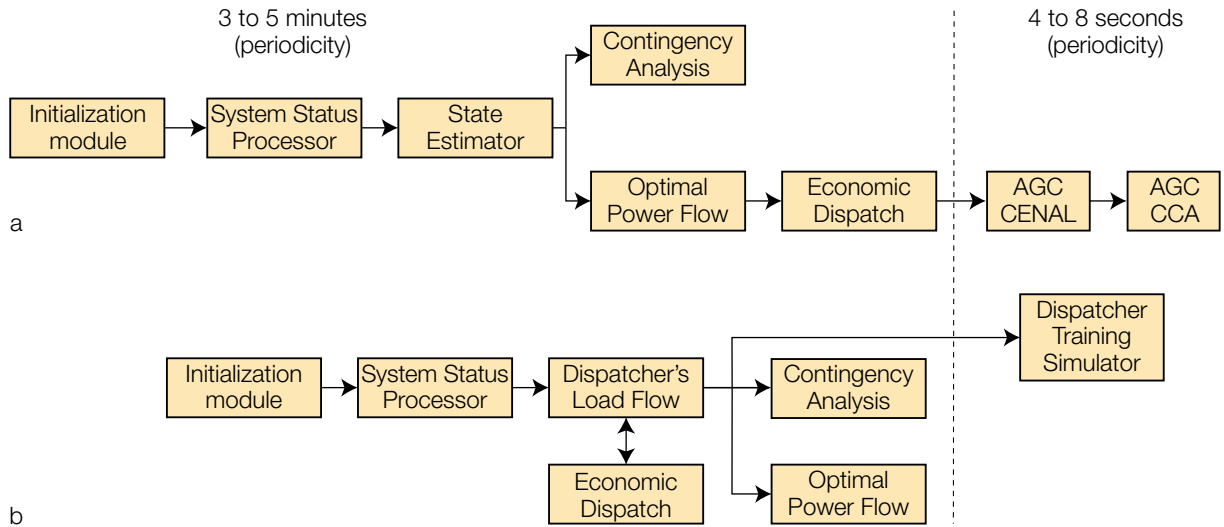 3 to 5 minutes
(periodicity)
4 to 8 seconds
(periodicity)
Contingency
Analysis
Initialization
module
System Status
Processor
State
Estimator
Optimal
Power Flow
Economic
Dispatch
AGC
CENAL
AGC
CCA
a
Dispatcher
Training
Simulator
Initialization
module
System Status
Processor
Dispatcher's
Load Flow
Contingency
Analysis
Economic
Dispatch
Optimal
Power Flow
b